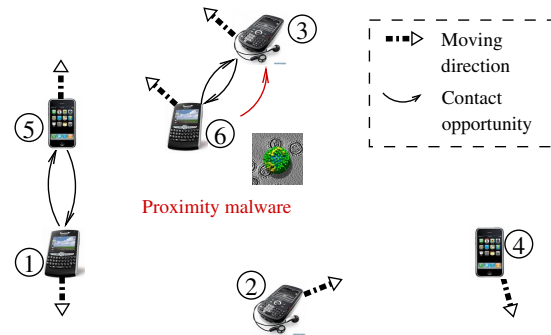 ③
Moving
direction
Contact
opportunity
⑤
⑥
Proximity malware
①
④
②